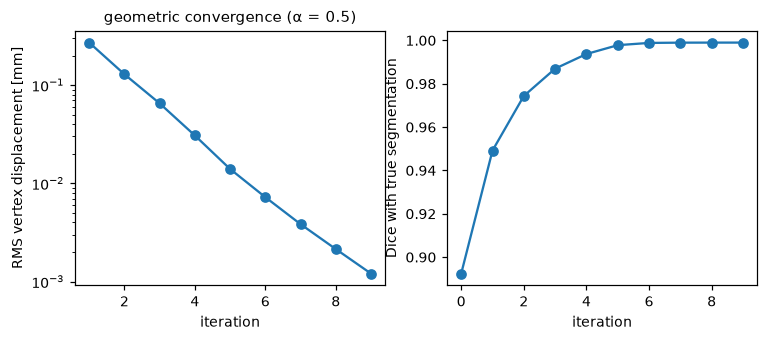 geometric convergence (α = 0.5)
RMS vertex displacement [mm]
10⁻¹
10⁻²
10⁻³
2 4 6 8
iteration
Dice with true segmentation
1.00
0.98
0.96
0.94
0.92
0.90
0 2 4 6 8
iteration